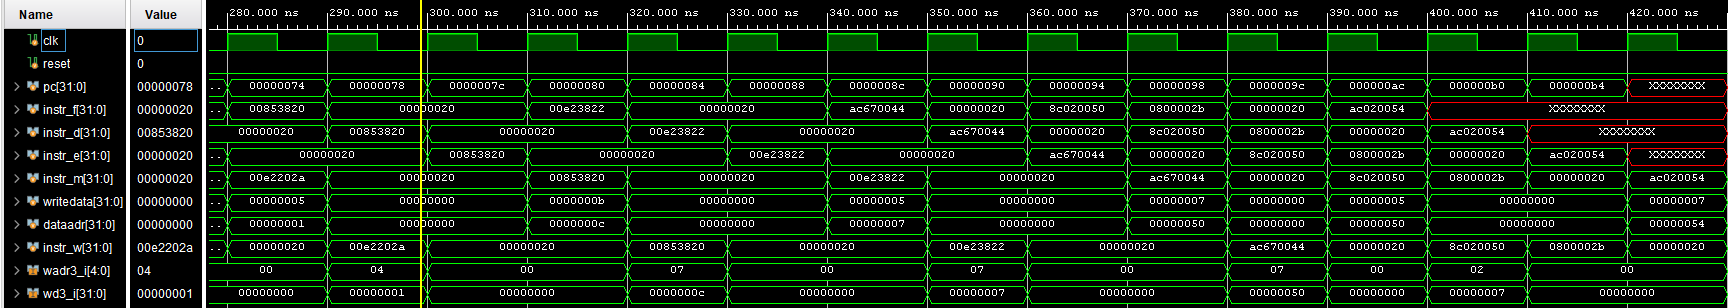 Name Value 280.000 ns 290.000 ns 300.000 ns 310.000 ns 320.000 ns 330.000 ns 340.000 ns 350.000 ns 360.000 ns 370.000 ns 380.000 ns 390.000 ns 400.000 ns 410.000 ns 420.000 ns
clk 0
reset 0
pc[31:0] 00000078 .. 00000074 00000078 0000007c 00000080 00000084 00000088 0000008c 00000090 00000094 00000098 0000009c 000000ac 000000b0 000000b4 XXXXXXXX
instr_f[31:0] 00000020 .. 00853820 00000020 00e23822 00000020 ac670044 00000020 8c020050 0800002b 00000020 ac020054 XXXXXXXX
instr_d[31:0] 00853820 00000020 00853820 00000020 00e23822 00000020 ac670044 00000020 8c020050 0800002b 00000020 ac020054 XXXXXXXX
instr_e[31:0] 00000020 .. 00000020 00853820 00000020 00e23822 00000020 ac670044 00000020 8c020050 0800002b 00000020 ac020054 XXXXXXXX
instr_m[31:0] 00000020 .. 00e2202a 00000020 00853820 00000020 00e23822 00000020 ac670044 00000020 8c020050 0800002b 00000020 ac020054
writedata[31:0] 00000000 .. 00000005 00000000 0000000b 00000000 00000005 00000000 00000007 00000000 00000005 00000000 00000007
dataadr[31:0] 00000000 .. 00000001 00000000 0000000c 00000000 00000007 00000000 00000050 00000000 00000050 00000000 00000054
instr_w[31:0] 00e2202a .. 00000020 00e2202a 00000020 00853820 00000020 00e23822 00000020 ac670044 00000020 8c020050 0800002b 00000020
wadr3_i[4:0] 04 00 04 00 07 00 07 00 07 00 02 00
wd3_i[31:0] 00000001 00000000 00000001 00000000 0000000c 00000000 00000007 00000000 00000050 00000000 00000007 00000000